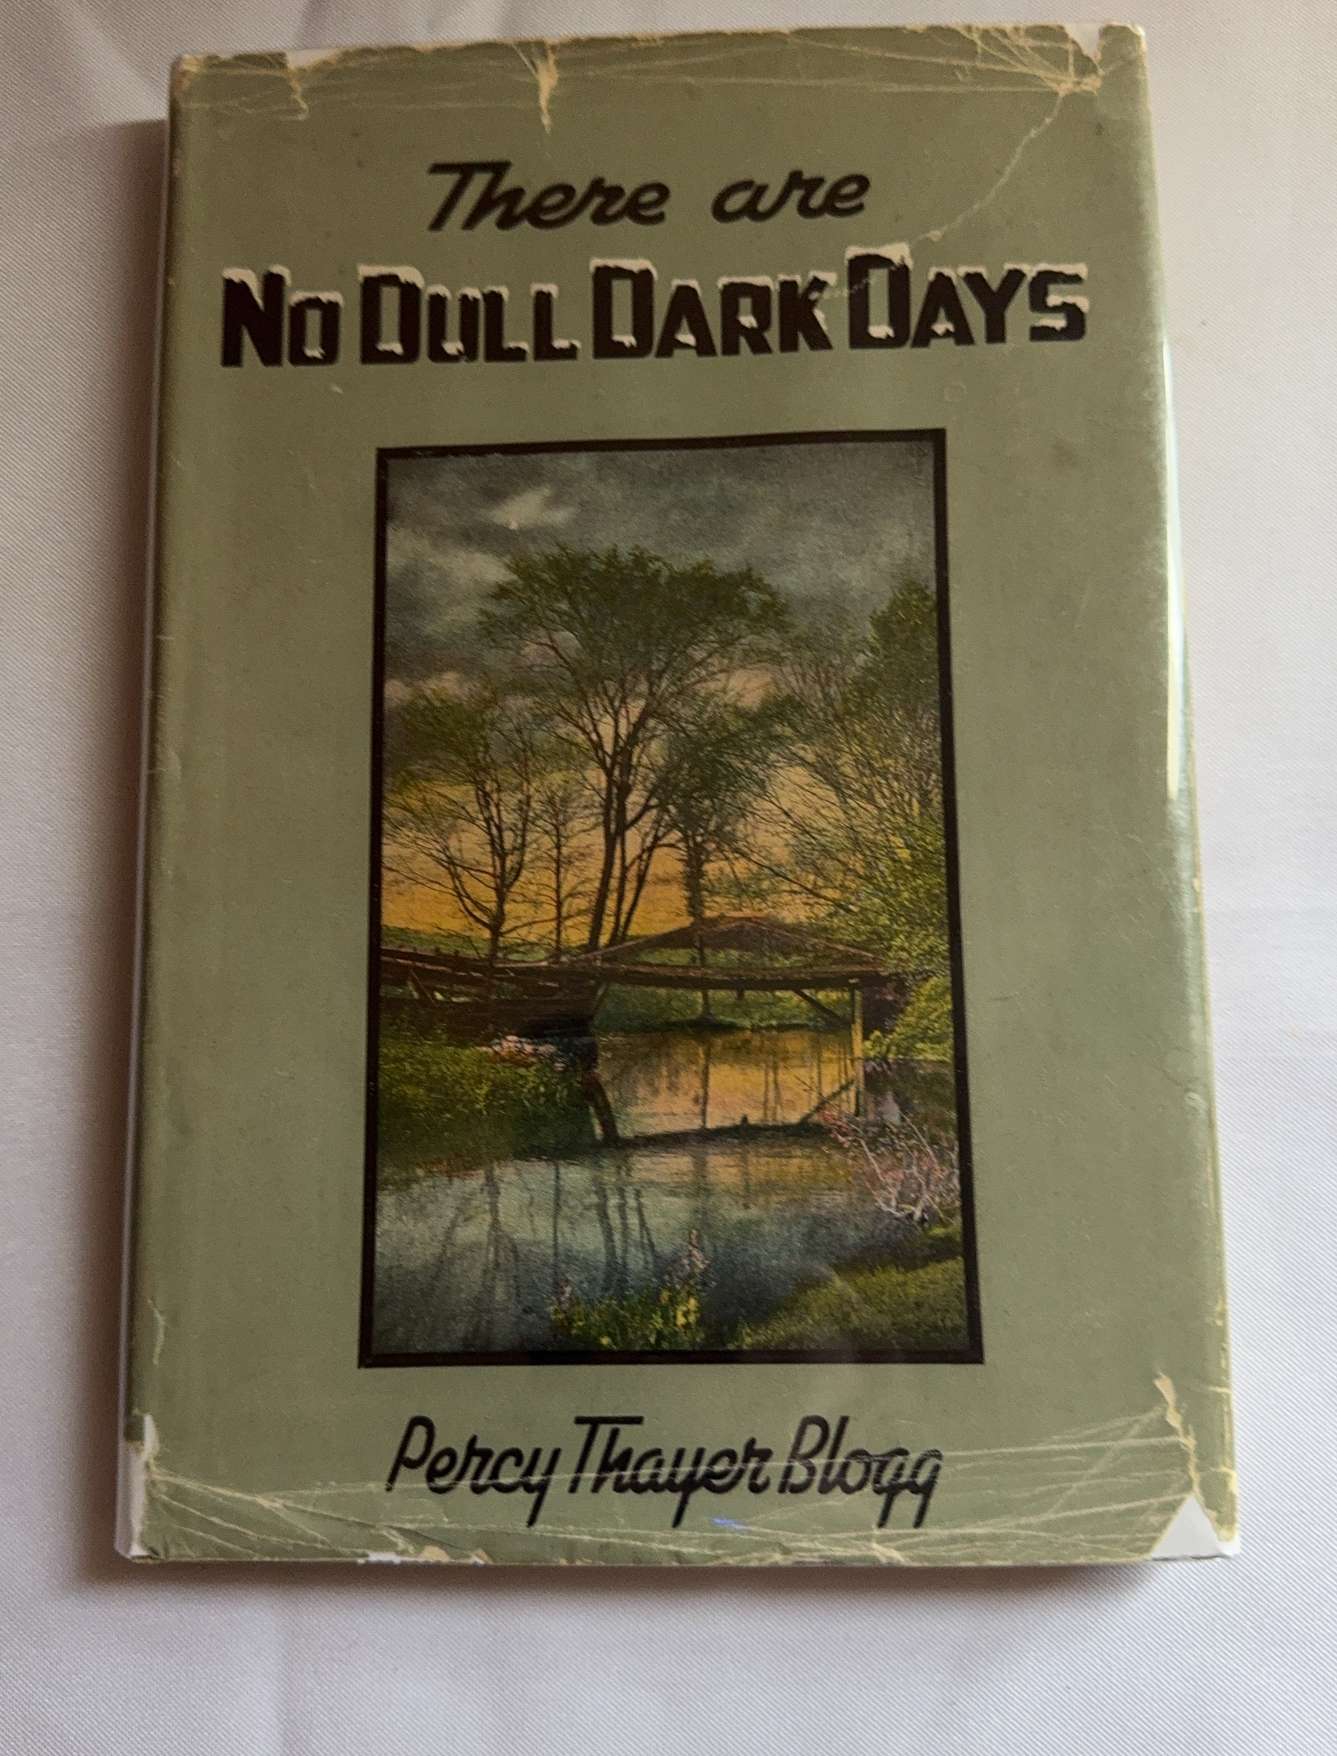 There are
NO DULL DARK DAYS
Percy Thayer Blogg